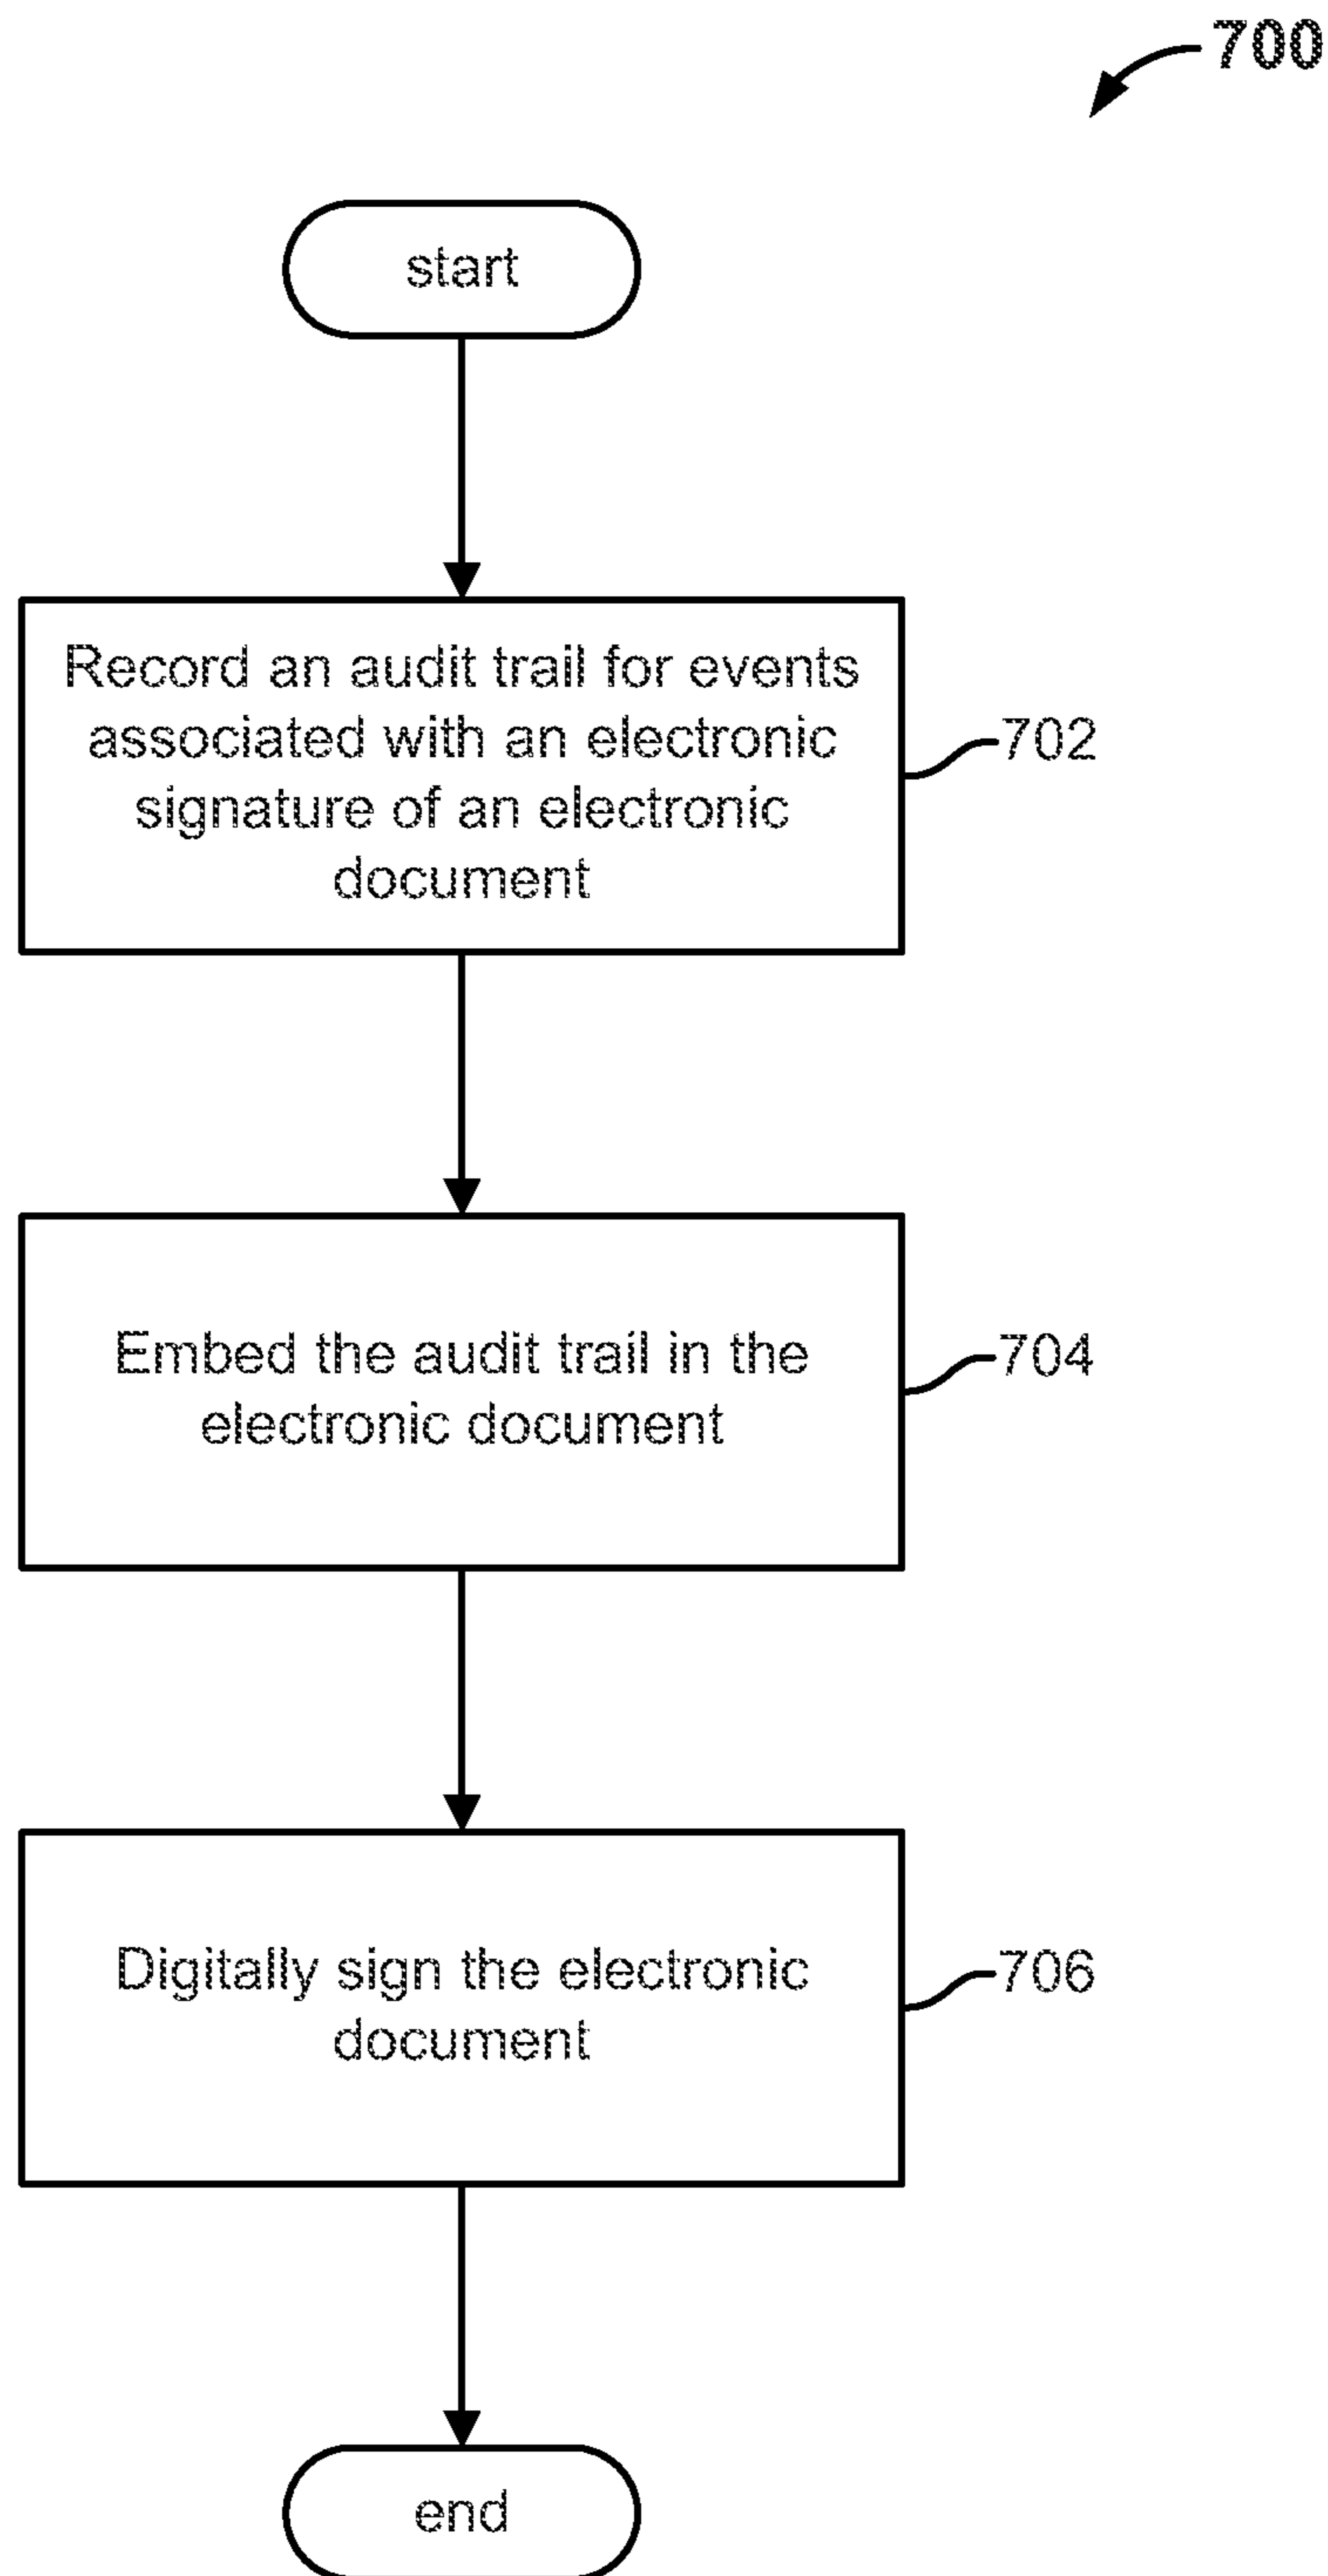 700
start
Record an audit trail for events
associated with an electronic
signature of an electronic
document
702
Embed the audit trail in the
electronic document
704
Digitally sign the electronic
document
706
end